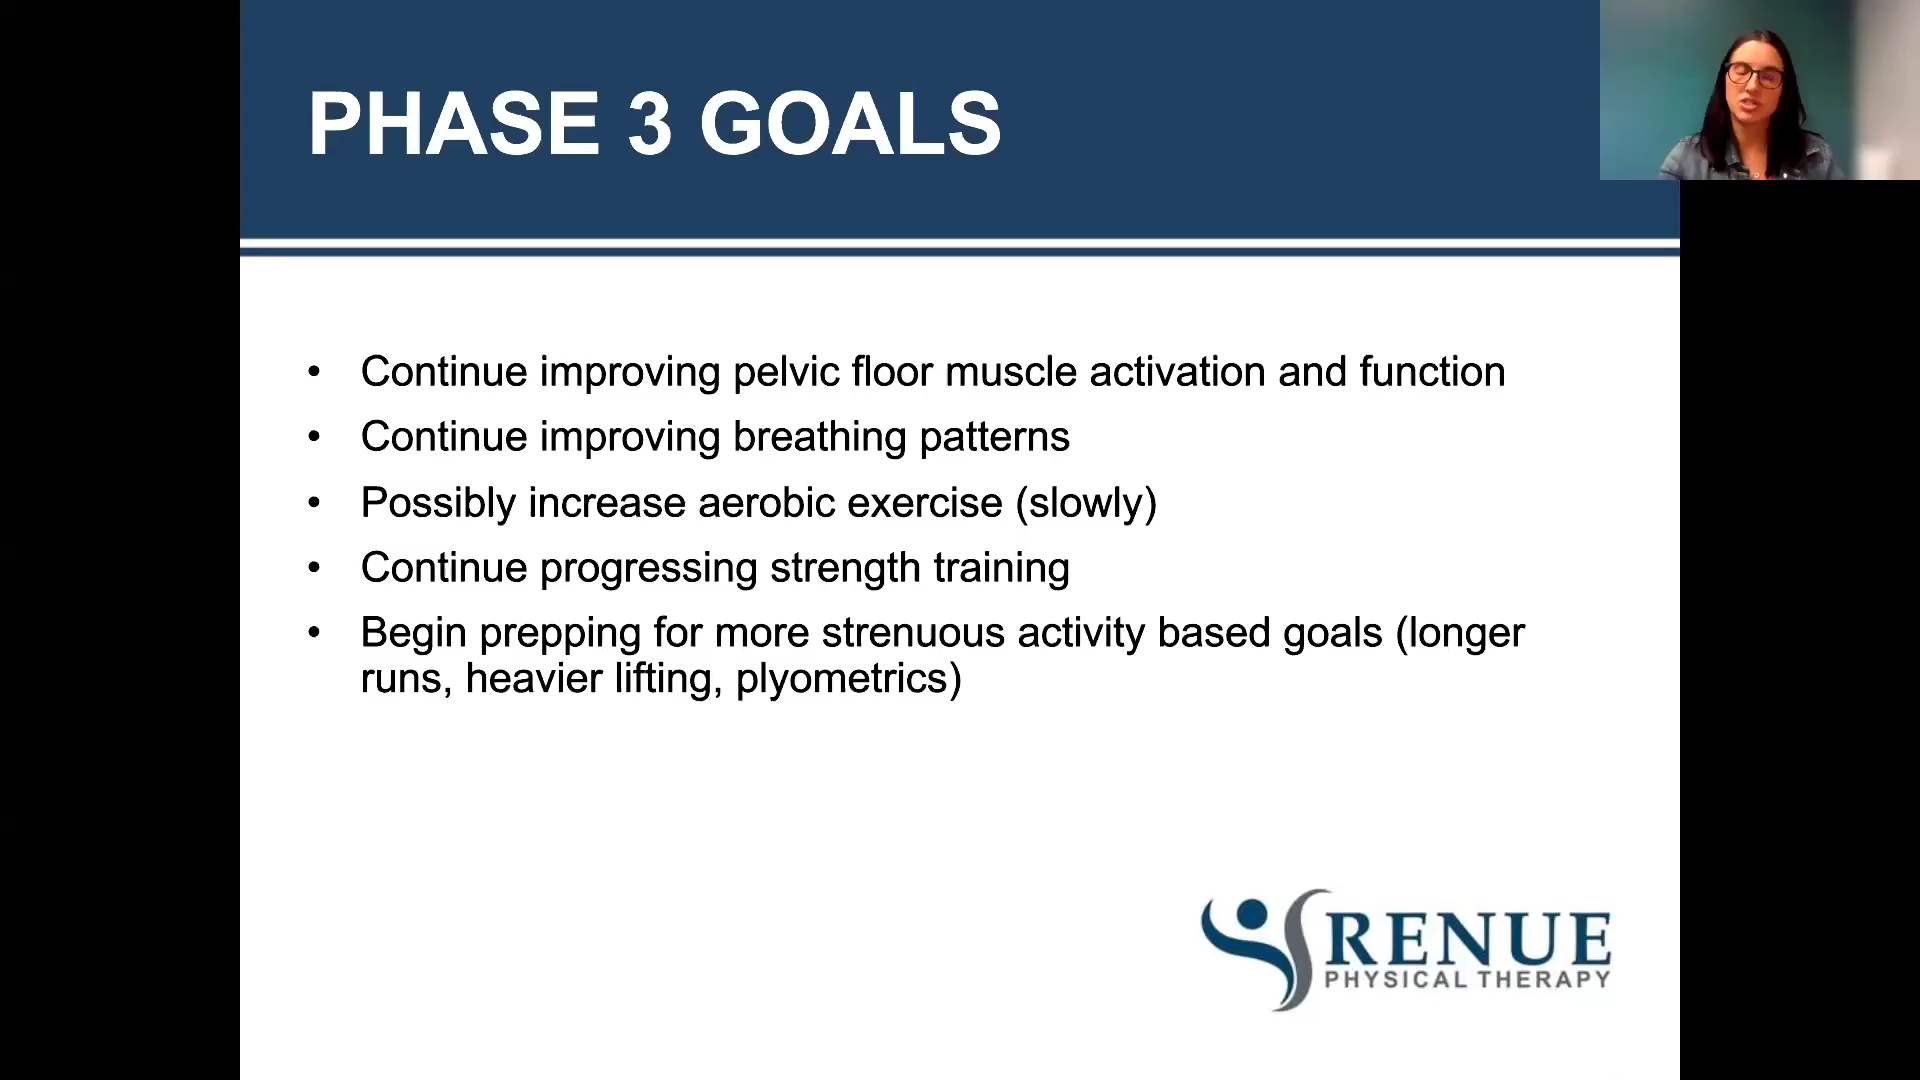 PHASE 3 GOALS
• Continue improving pelvic floor muscle activation and function
• Continue improving breathing patterns
• Possibly increase aerobic exercise (slowly)
• Continue progressing strength training
• Begin prepping for more strenuous activity based goals (longer
runs, heavier lifting, plyometrics)
RENUE
PHYSICAL THERAPY